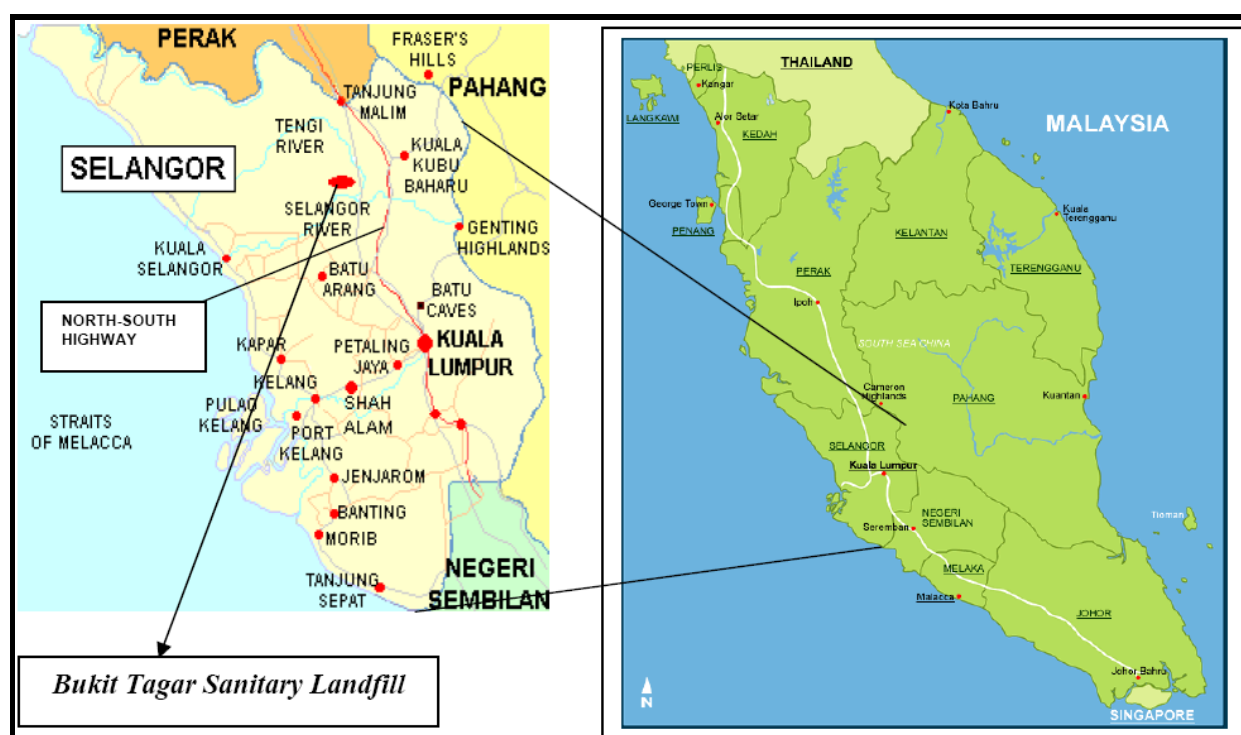 PERAK
FRASER'S
HILLS
PAHANG
TANJUNG
MALIM
TENGI
RIVER
KUALA
KUBU
BAHARU
SELANGOR
SELANGOR
RIVER
GENTING
HIGHLANDS
KUALA
SELANGOR
BATU
ARANG
BATU
CAVES
NORTH-SOUTH
HIGHWAY
KAPAR
PETALING
JAYA
KUALA
LUMPUR
KELANG
SHAH
ALAM
PULAO
KELANG
PORT
KELANG
STRAITS
OF MELACCA
JENJAROM
BANTING
MORIB
TANJUNG
SEPAT
NEGERI
SEMBILAN
Bukit Tagar Sanitary Landfill
THAILAND
PERLIS
Kangar
LANGKAWI
Alor Setar
KEDAH
Kota Bahru
MALAYSIA
George Town
PENANG
Kuala
Terengganu
KELANTAN
TERENGGANU
PERAK
Ipoh
SOUTH SEA CHINA
Cameron
Highlands
PAHANG
Kuantan
SELANGOR
Kuala Lumpur
NEGERI
SEMBILAN
Seremban
Tioman
MELAKA
Malacca
JOHOR
Johor Bahru
SINGAPORE
N